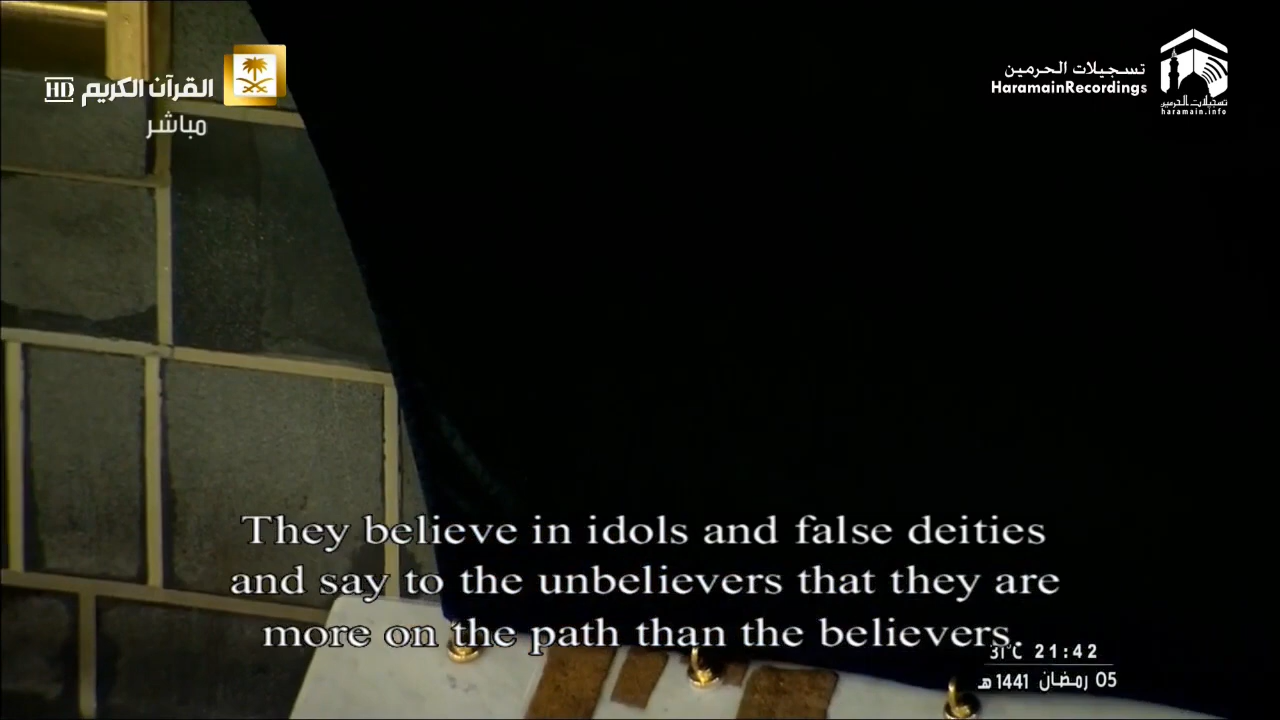 القرآن الكريم HD
مباشر
تسجيلات الحرمين
HaramainRecordings
تسجيلات الحرمين
haramain.info
They believe in idols and false deities
and say to the unbelievers that they are
more on the path than the believers.
31°C 21:42
05 رمضان 1441 هـ